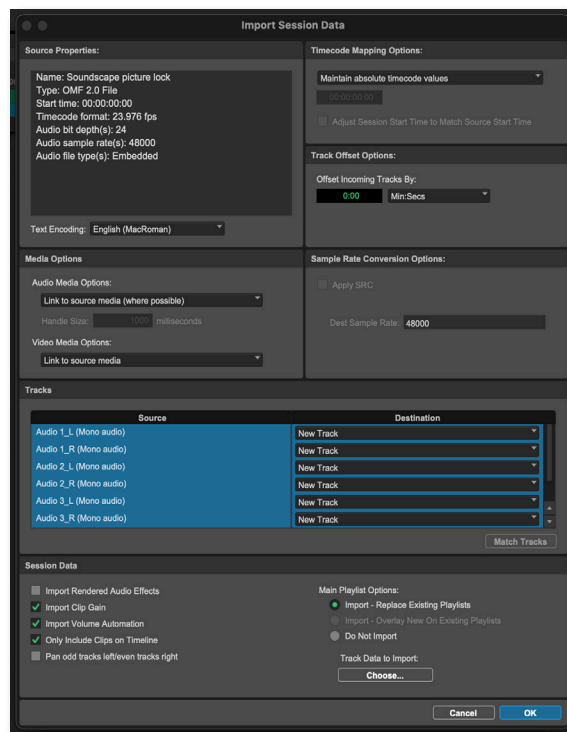 Import Session Data
Source Properties:
Name: Soundscape picture lock
Type: OMF 2.0 File
Start time: 00:00:00:00
Timecode format: 23.976 fps
Audio bit depth(s): 24
Audio sample rate(s): 48000
Audio file type(s): Embedded
Text Encoding: English (MacRoman)
Timecode Mapping Options:
Maintain absolute timecode values
00:00:00:00
Adjust Session Start Time to Match Source Start Time
Track Offset Options:
Offset Incoming Tracks By:
0:00 Min:Secs
Media Options
Audio Media Options:
Link to source media (where possible)
Handle Size: 1000 milliseconds
Video Media Options:
Link to source media
Sample Rate Conversion Options:
Apply SRC
Dest Sample Rate: 48000
Tracks
Source Destination
Audio 1_L (Mono audio) New Track
Audio 1_R (Mono audio) New Track
Audio 2_L (Mono audio) New Track
Audio 2_R (Mono audio) New Track
Audio 3_L (Mono audio) New Track
Audio 3_R (Mono audio) New Track
Match Tracks
Session Data
Import Rendered Audio Effects
Import Clip Gain
Import Volume Automation
Only Include Clips on Timeline
Pan odd tracks left/even tracks right
Main Playlist Options:
Import - Replace Existing Playlists
Import - Overlay New On Existing Playlists
Do Not Import
Track Data to Import:
Choose...
Cancel OK